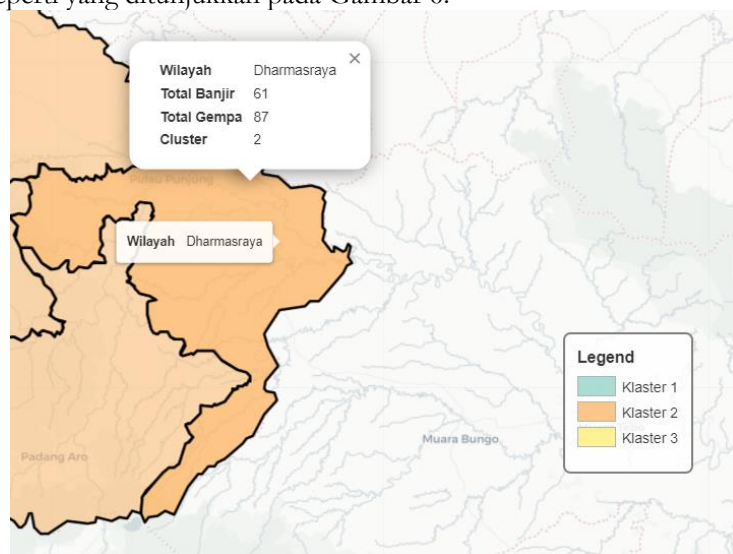 eperti yang ditunjukkan pada Gambar 6.
×
Wilayah Dharmasraya
Total Banjir 61
Total Gempa 87
Cluster 2
Pulau Punjung
Wilayah Dharmasraya
Legend
Klaster 1
Klaster 2
Klaster 3
Muara Bungo
Padang Aro